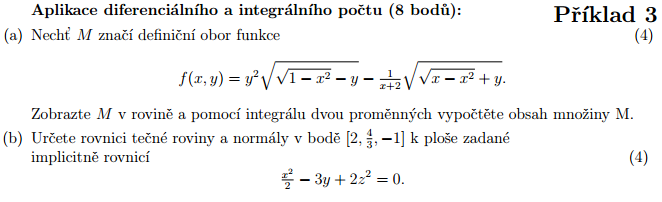 Aplikace diferenciálního a integrálního počtu (8 bodů):
Příklad 3
(a) Nechť M značí definiční obor funkce (4)
f(x, y) = y²√(√(1 − x²) − y) − 1/(x+2) √(√(x − x²) + y).
Zobrazte M v rovině a pomocí integrálu dvou proměnných vypočtěte obsah množiny M.
(b) Určete rovnici tečné roviny a normály v bodě [2, 4/3, −1] k ploše zadané
implicitně rovnicí (4)
x²/2 − 3y + 2z² = 0.